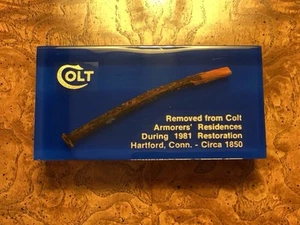 COLT
Removed from Colt
Armorers' Residences
During 1981 Restoration
Hartford, Conn. - Circa 1850